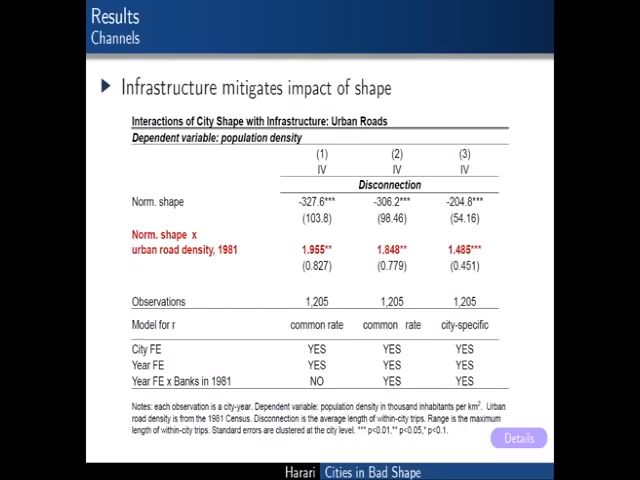 Results
Channels
Infrastructure mitigates impact of shape
Interactions of City Shape with Infrastructure: Urban Roads
Dependent variable: population density
(1) (2) (3)
IV IV IV
Disconnection
Norm. shape -327.6*** -306.2*** -204.8***
(103.8) (98.46) (54.16)
Norm. shape x
urban road density, 1981 1.955** 1.848** 1.485***
(0.827) (0.779) (0.451)
Observations 1,205 1,205 1,205
Model for r common rate common rate city-specific
City FE YES YES YES
Year FE YES YES YES
Year FE x Banks in 1981 NO YES YES
Notes: each observation is a city-year. Dependent variable: population density in thousand inhabitants per km². Urban
road density is from the 1981 Census. Disconnection is the average length of within-city trips. Range is the maximum
length of within-city trips. Standard errors are clustered at the city level. *** p<0.01,** p<0.05,* p<0.1.
Details
Harari Cities in Bad Shape